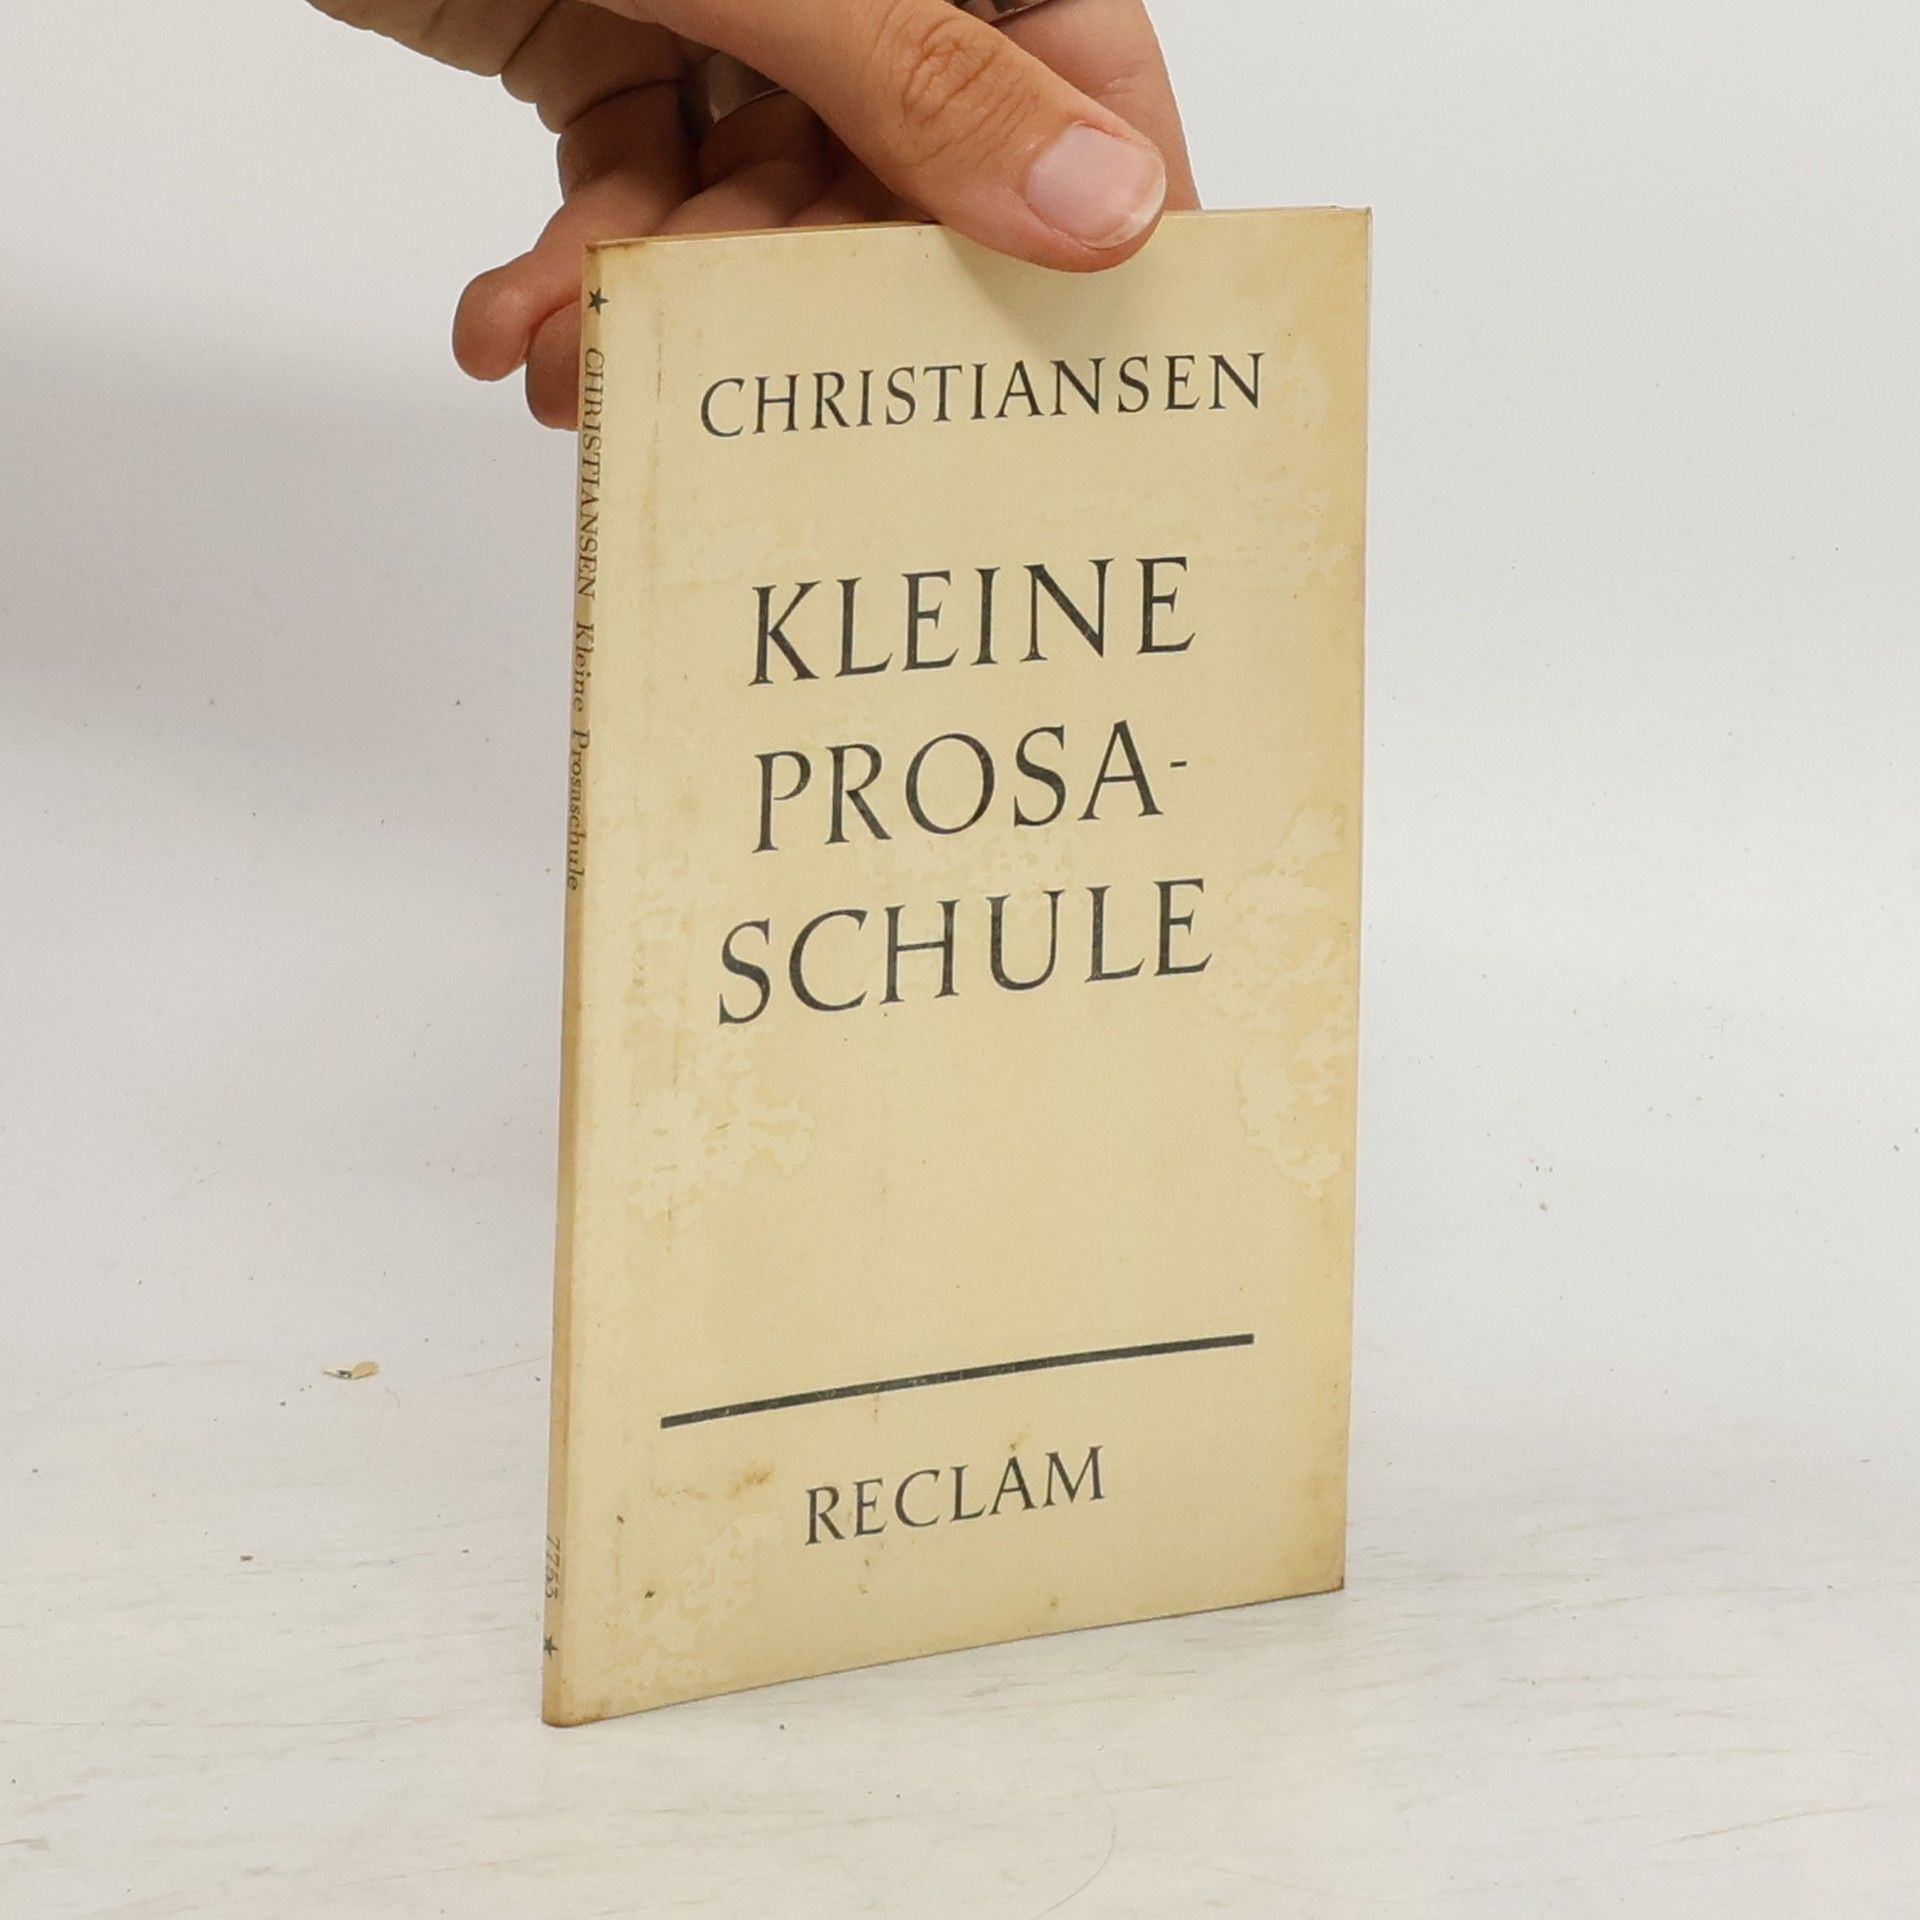 CHRISTIANSEN
KLEINE
PROSA-
SCHULE
RECLAM
★ CHRISTIANSEN Kleine Prosaschule 7753 ★